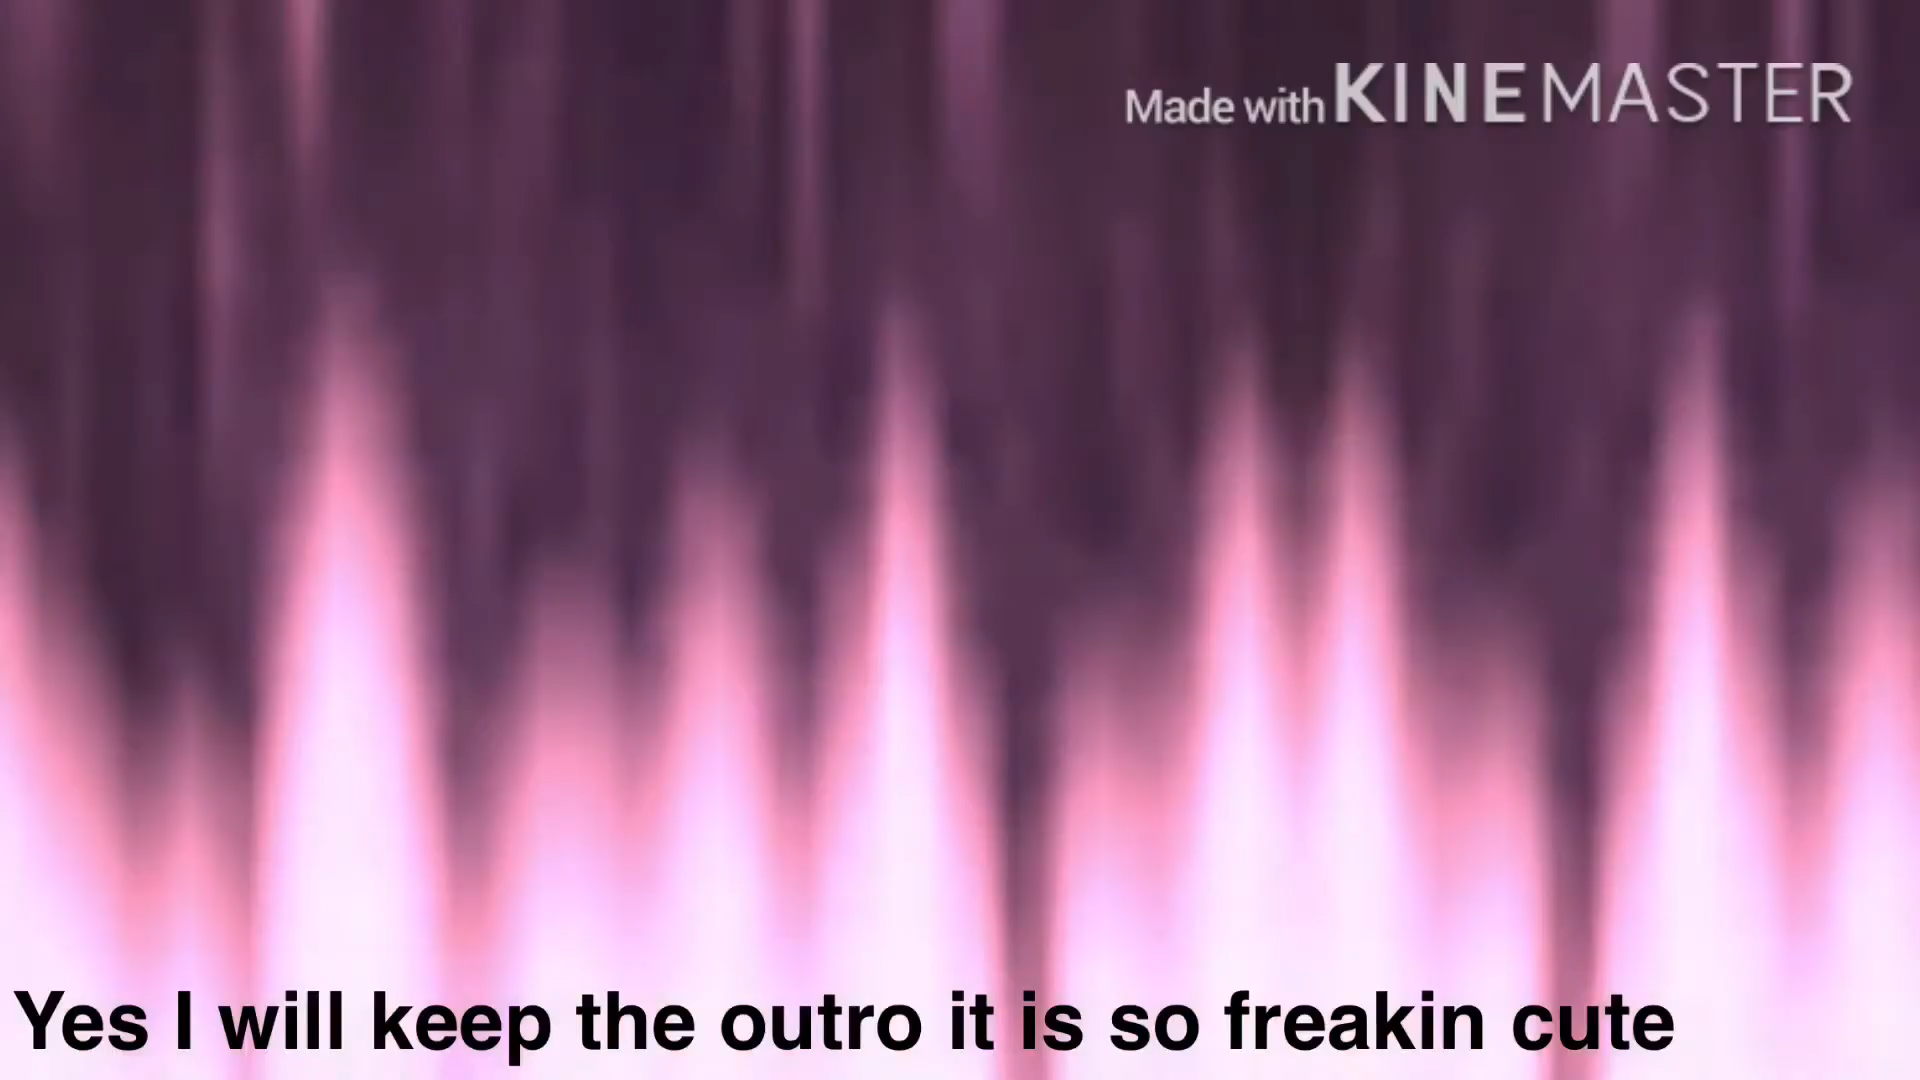 Made with KINEMASTER
Yes I will keep the outro it is so freakin cute